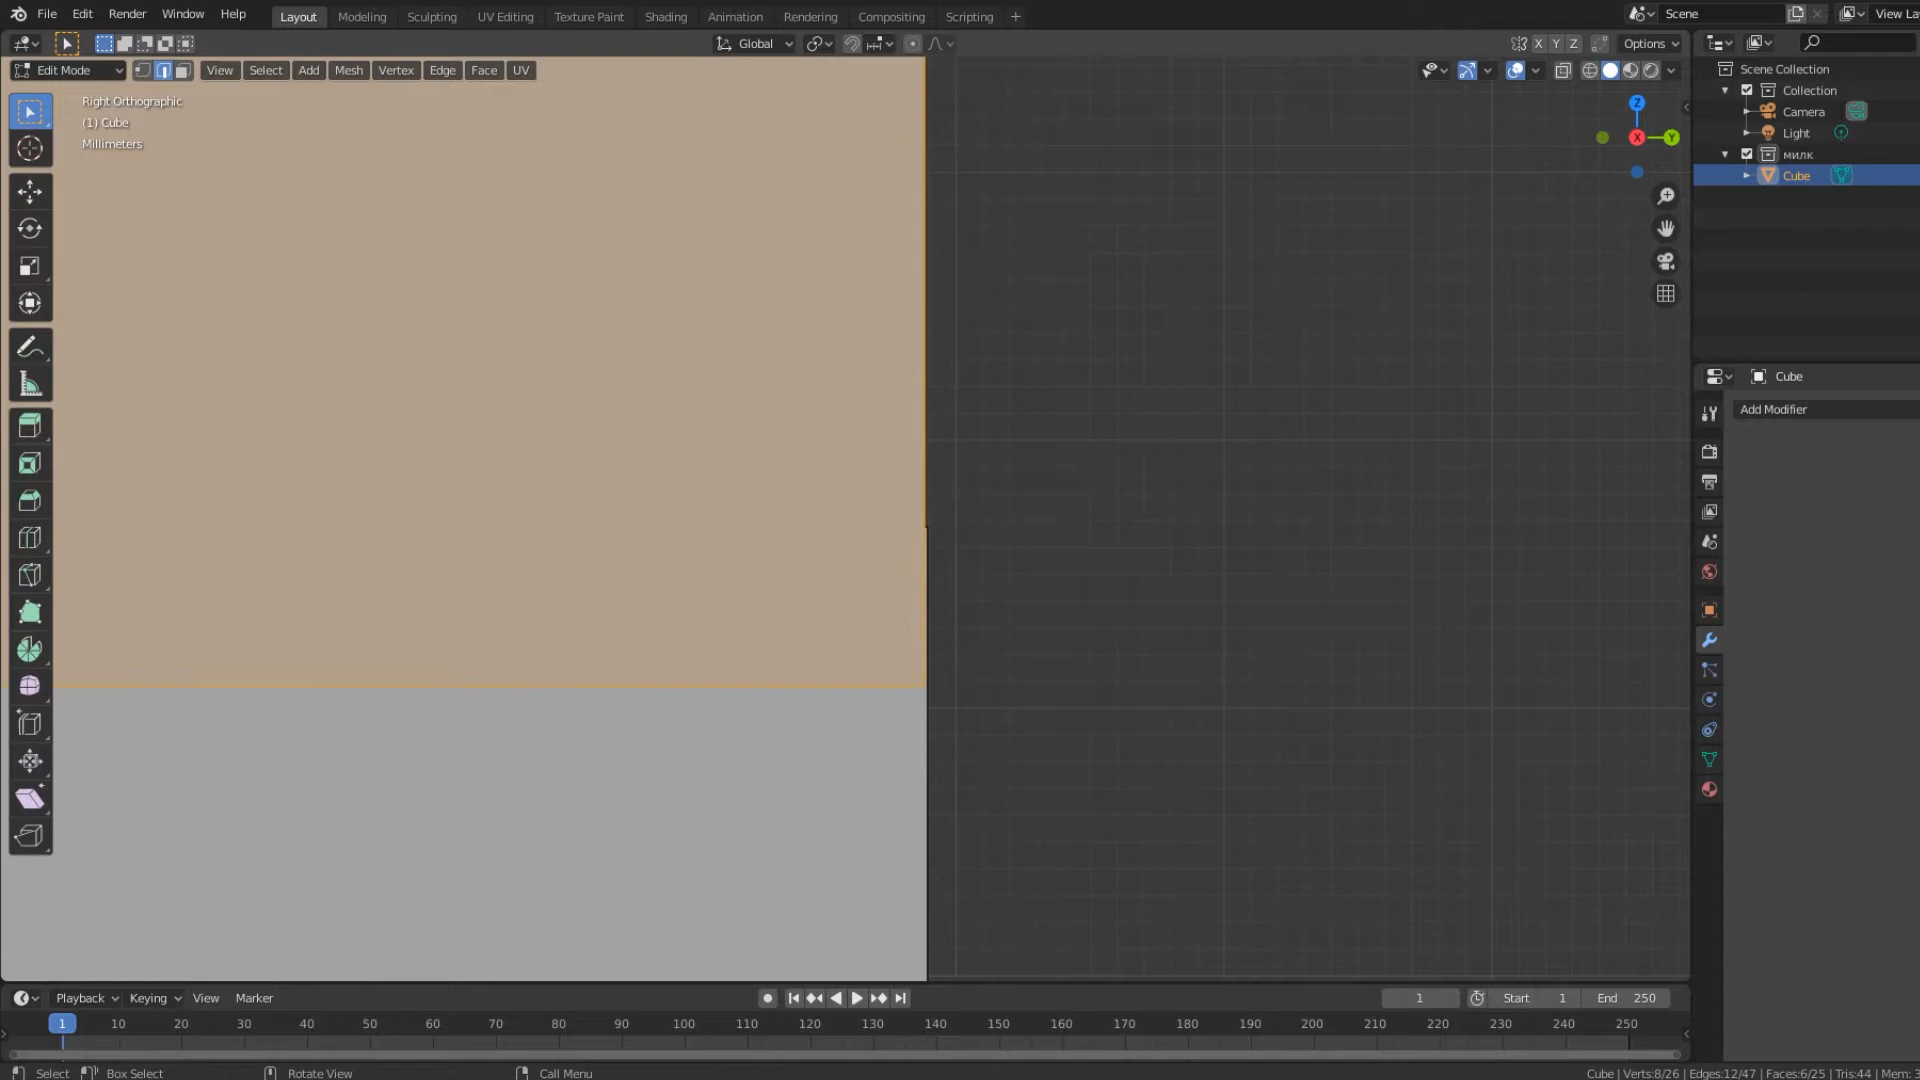 File Edit Render Window Help Layout Modeling Sculpting UV Editing Texture Paint Shading Animation Rendering Compositing Scripting + Scene
Global X Y Z Options
Edit Mode View Select Add Mesh Vertex Edge Face UV
Right Orthographic
(1) Cube
Millimeters
Z
X
Y
Scene Collection
Collection
Camera
Light
милк
Cube
Cube
Add Modifier
Playback Keying View Marker 1 Start 1 End 250
1 10 20 30 40 50 60 70 80 90 100 110 120 130 140 150 160 170 180 190 200 210 220 230 240 250
Select Box Select Rotate View Call Menu Cube | Verts:8/26 | Edges:12/47 | Faces:6/25 | Tris:44 | Mem: